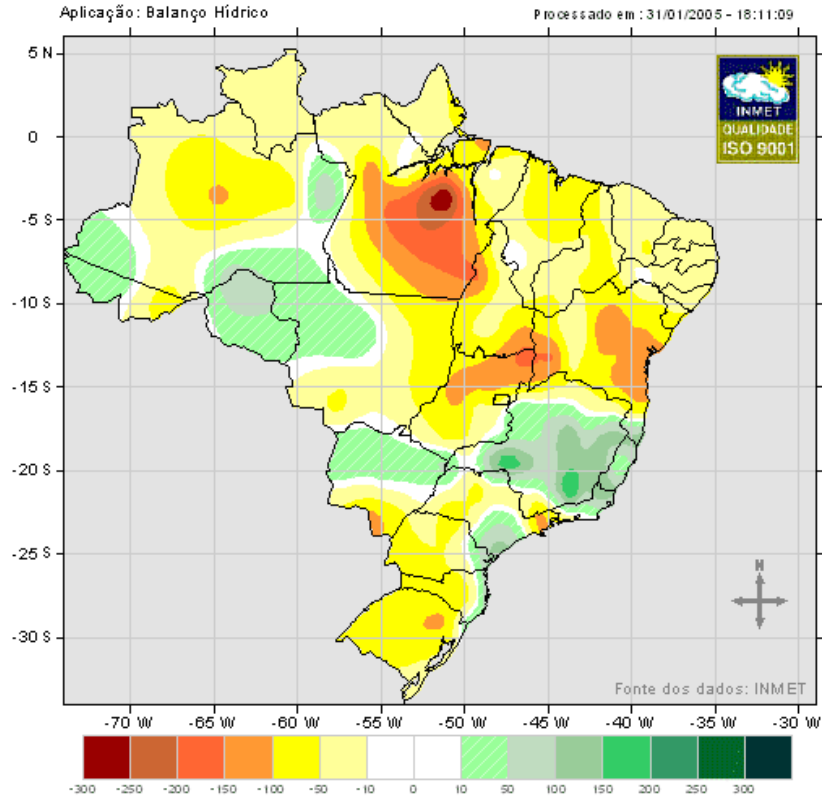 Aplicação: Balanço Hídrico
Processado em : 31/01/2005 - 18:11:09
5 N
0
-5 S
-10 S
-15 S
-20 S
-25 S
-30 S
INMET
QUALIDADE
ISO 9001
N
Fonte dos dados: INMET
-70 W -65 W -60 W -55 W -50 W -45 W -40 W -35 W -30 W
-300 -250 -200 -150 -100 -50 -10 0 10 50 100 150 200 250 300